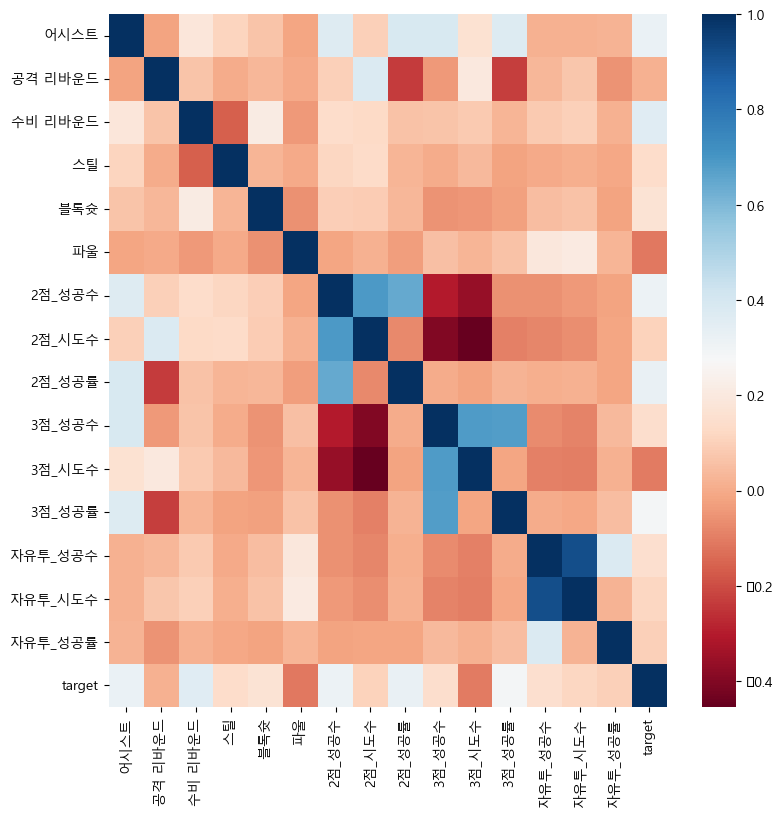 어시스트
공격 리바운드
수비 리바운드
스틸
블록슛
파울
2점_성공수
2점_시도수
2점_성공률
3점_성공수
3점_시도수
3점_성공률
자유투_성공수
자유투_시도수
자유투_성공률
target
어시스트
공격 리바운드
수비 리바운드
스틸
블록슛
파울
2점_성공수
2점_시도수
2점_성공률
3점_성공수
3점_시도수
3점_성공률
자유투_성공수
자유투_시도수
자유투_성공률
target
1.0
0.8
0.6
0.4
0.2
0.0
□0.2
□0.4